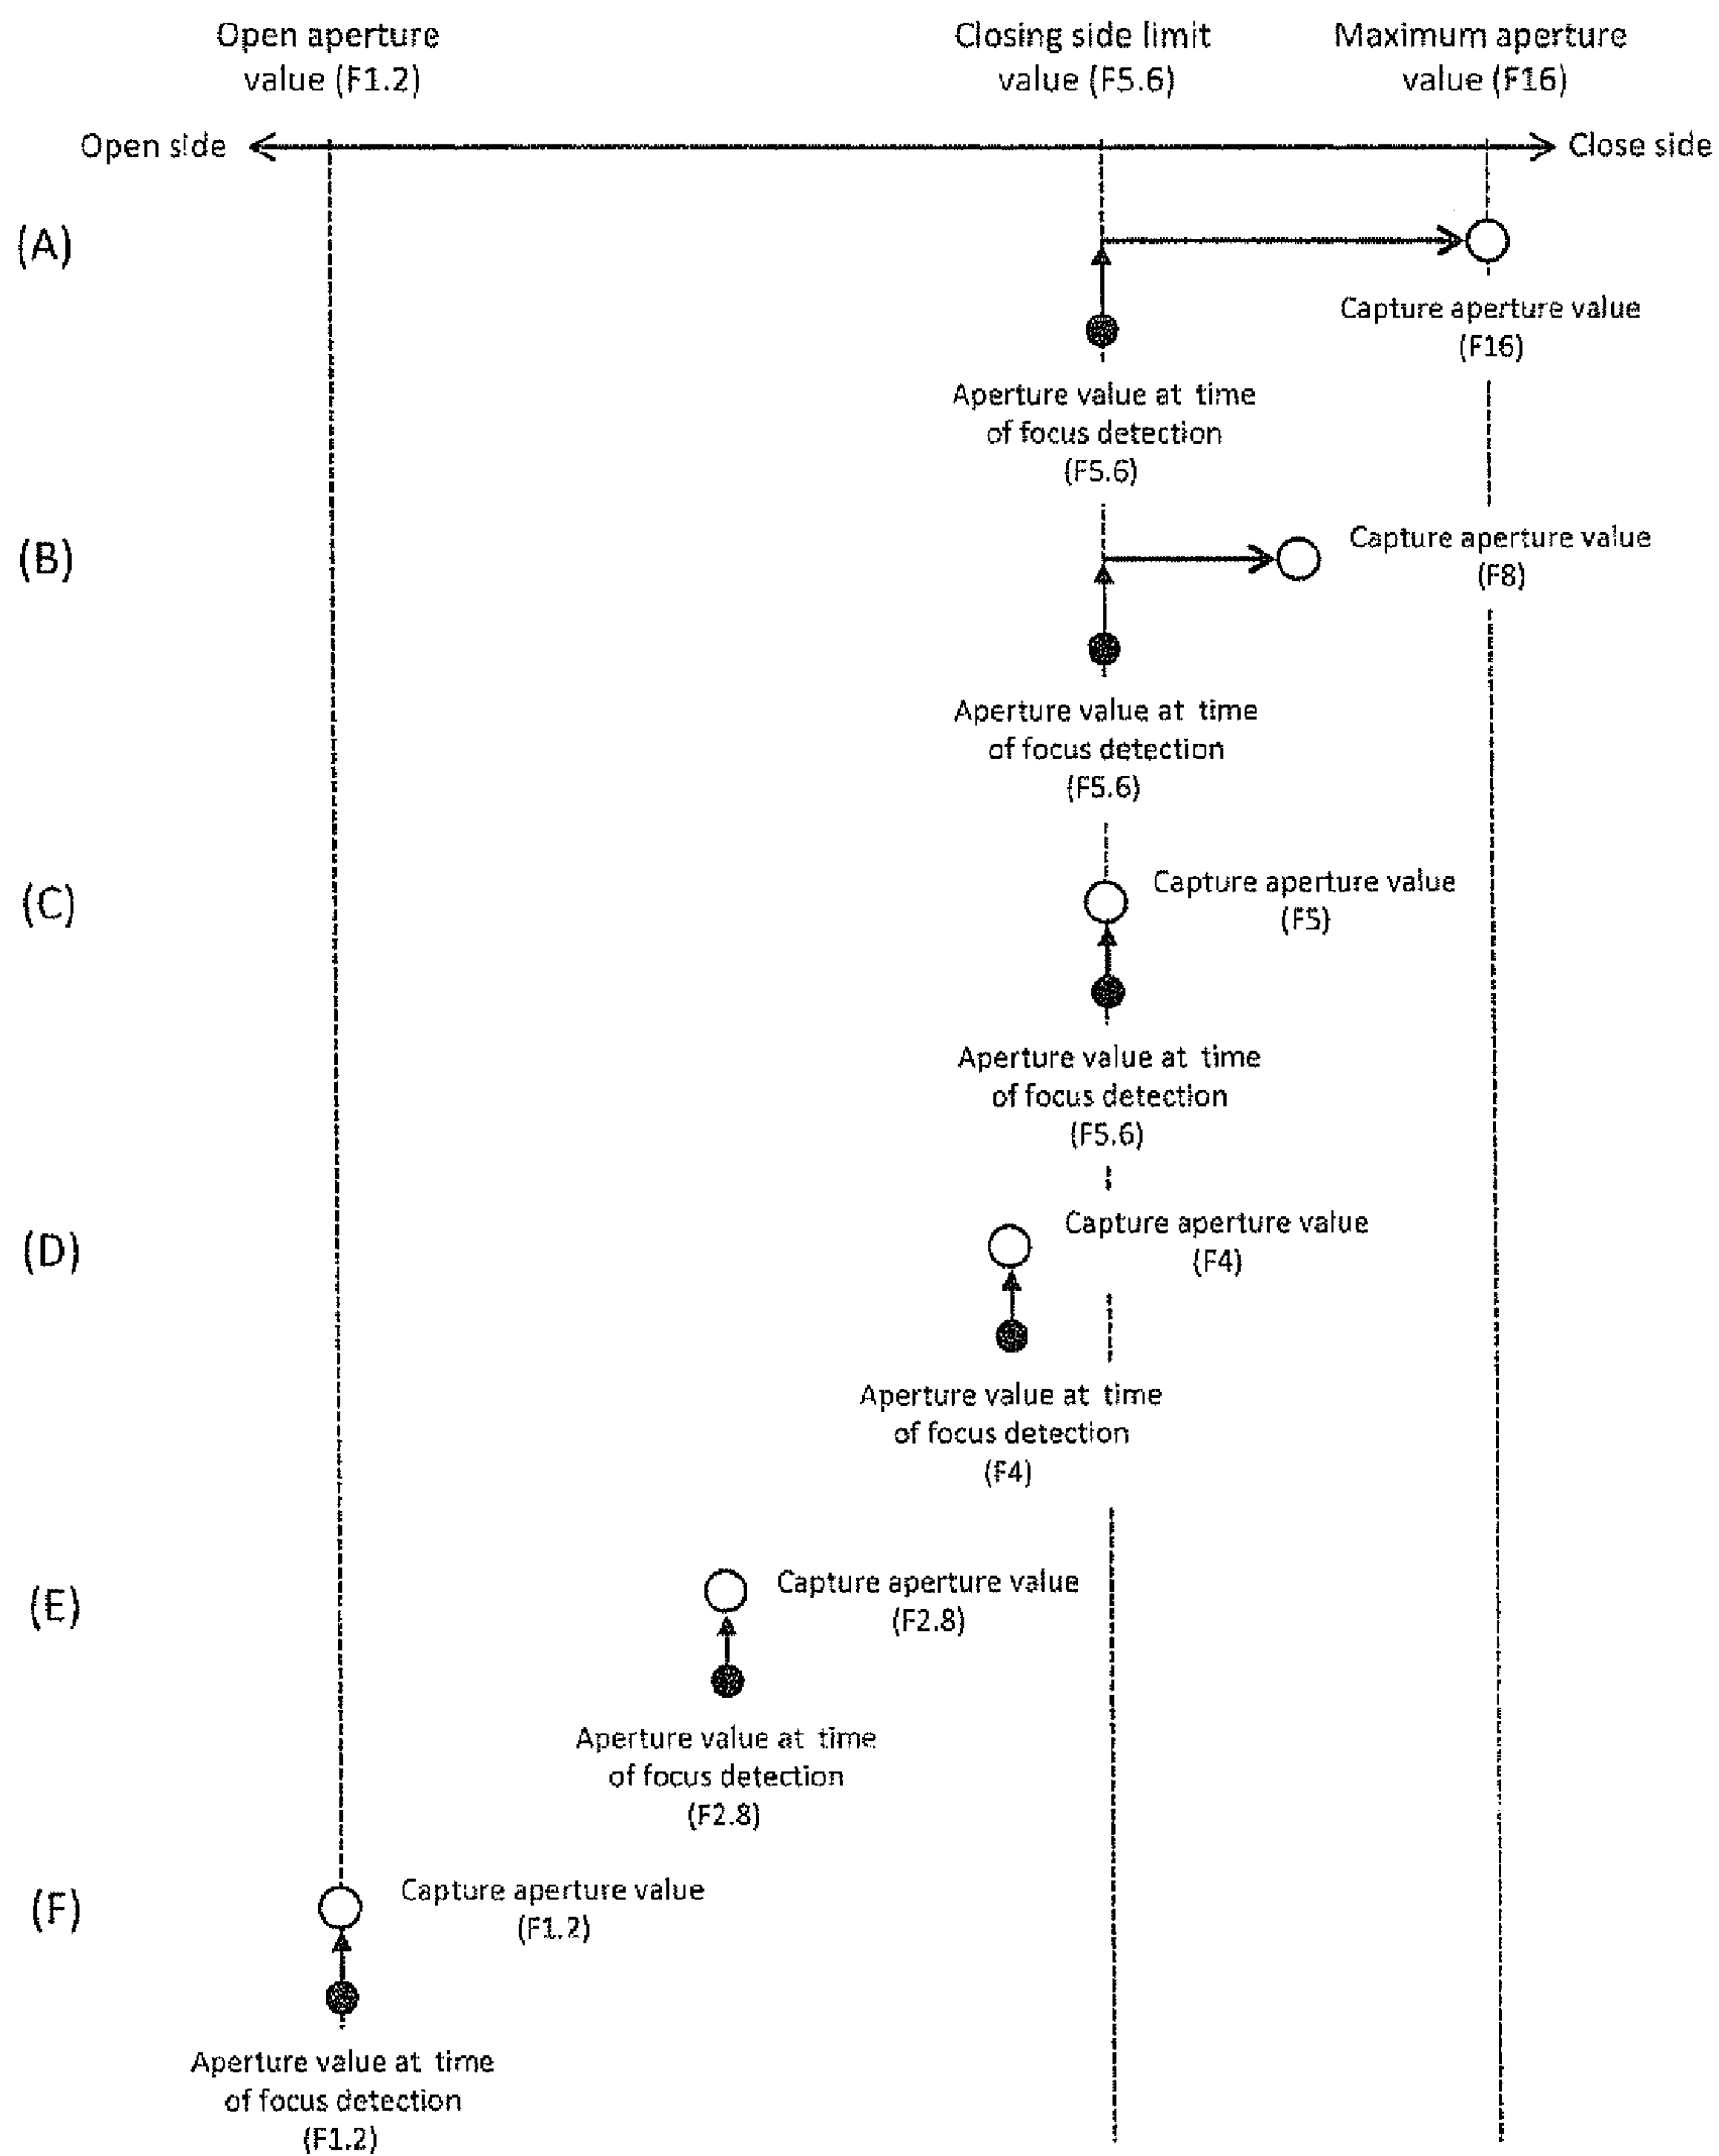 Open aperture
value (F1.2)
Closing side limit
value (F5.6)
Maximum aperture
value (F16)
Open side
Close side
(A)
Capture aperture value
(F16)
Aperture value at time
of focus detection
(F5.6)
(B)
Capture aperture value
(F8)
Aperture value at time
of focus detection
(F5.6)
(C)
Capture aperture value
(F5)
Aperture value at time
of focus detection
(F5.6)
(D)
Capture aperture value
(F4)
Aperture value at time
of focus detection
(F4)
(E)
Capture aperture value
(F2.8)
Aperture value at time
of focus detection
(F2.8)
(F)
Capture aperture value
(F1.2)
Aperture value at time
of focus detection
(F1.2)